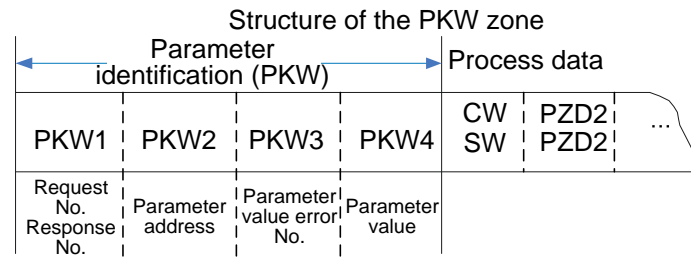 Structure of the PKW zone
Parameter
identification (PKW)
Process data
PKW1 PKW2 PKW3 PKW4
CW PZD2
SW PZD2
...
Request
No.
Response
No.
Parameter
address
Parameter
value error
No.
Parameter
value